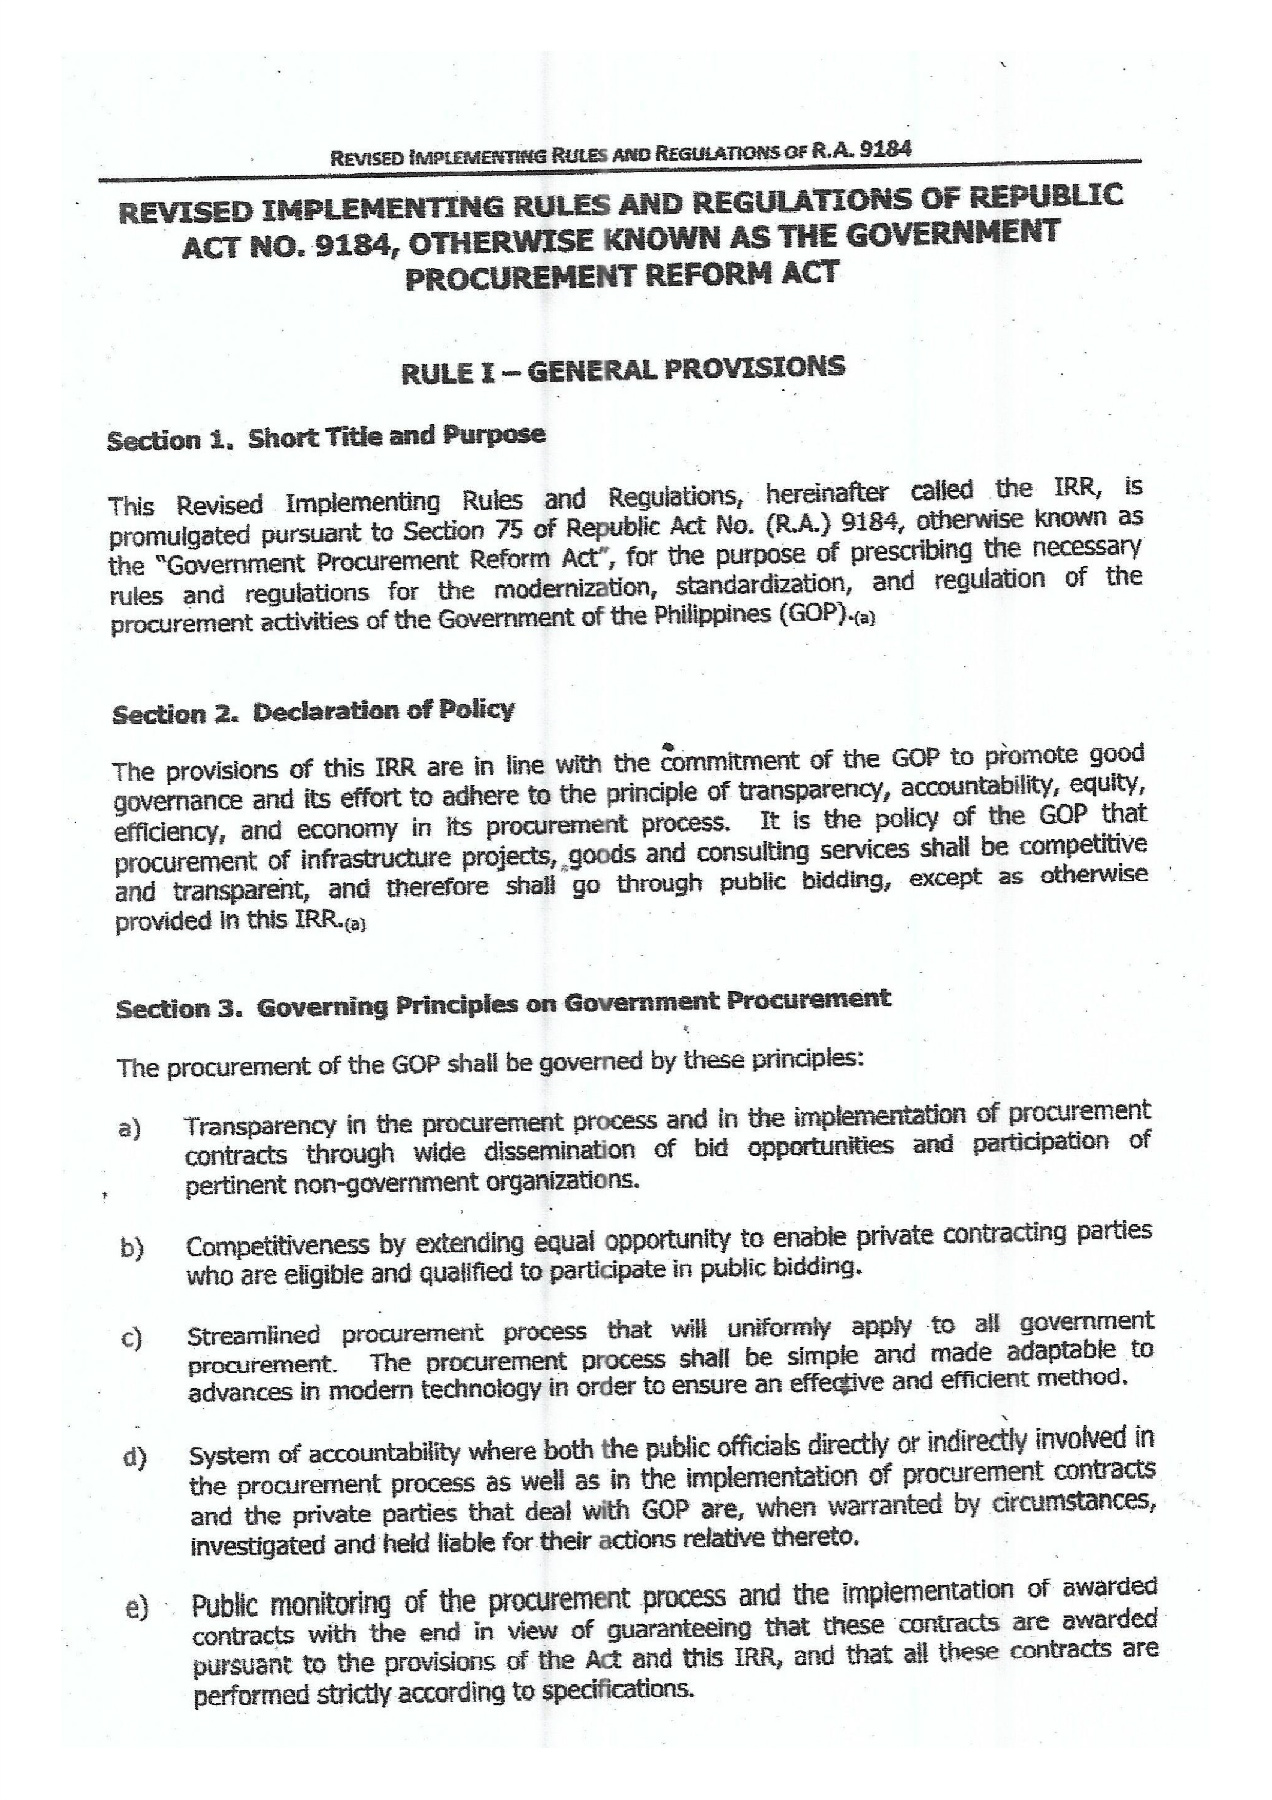 REVISED IMPLEMENTING RULES AND REGULATIONS OF R.A. 9184
REVISED IMPLEMENTING RULES AND REGULATIONS OF REPUBLIC
ACT NO. 9184, OTHERWISE KNOWN AS THE GOVERNMENT
PROCUREMENT REFORM ACT
RULE I – GENERAL PROVISIONS
Section 1. Short Title and Purpose
This Revised Implementing Rules and Regulations, hereinafter called the IRR, is
promulgated pursuant to Section 75 of Republic Act No. (R.A.) 9184, otherwise known as
the "Government Procurement Reform Act", for the purpose of prescribing the necessary
rules and regulations for the modernization, standardization, and regulation of the
procurement activities of the Government of the Philippines (GOP).(a)
Section 2. Declaration of Policy
The provisions of this IRR are in line with the commitment of the GOP to promote good
governance and its effort to adhere to the principle of transparency, accountability, equity,
efficiency, and economy in its procurement process. It is the policy of the GOP that
procurement of infrastructure projects, goods and consulting services shall be competitive
and transparent, and therefore shall go through public bidding, except as otherwise
provided in this IRR.(a)
Section 3. Governing Principles on Government Procurement
The procurement of the GOP shall be governed by these principles:
a) Transparency in the procurement process and in the implementation of procurement
contracts through wide dissemination of bid opportunities and participation of
pertinent non-government organizations.
b) Competitiveness by extending equal opportunity to enable private contracting parties
who are eligible and qualified to participate in public bidding.
c) Streamlined procurement process that will uniformly apply to all government
procurement. The procurement process shall be simple and made adaptable to
advances in modern technology in order to ensure an effective and efficient method.
d) System of accountability where both the public officials directly or indirectly involved in
the procurement process as well as in the implementation of procurement contracts
and the private parties that deal with GOP are, when warranted by circumstances,
investigated and held liable for their actions relative thereto.
e) Public monitoring of the procurement process and the implementation of awarded
contracts with the end in view of guaranteeing that these contracts are awarded
pursuant to the provisions of the Act and this IRR, and that all these contracts are
performed strictly according to specifications.